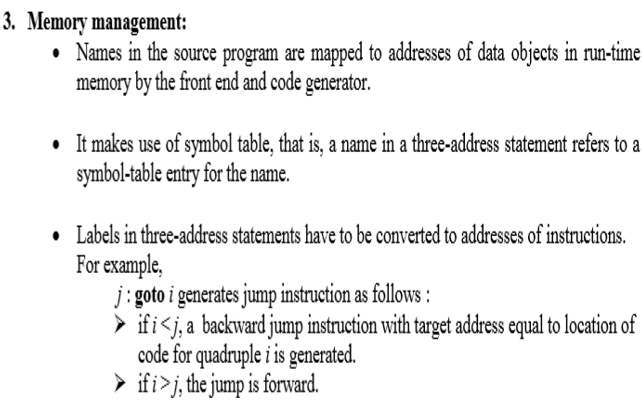 3. Memory management:
• Names in the source program are mapped to addresses of data objects in run-time
memory by the front end and code generator.
• It makes use of symbol table, that is, a name in a three-address statement refers to a
symbol-table entry for the name.
• Labels in three-address statements have to be converted to addresses of instructions.
For example,
j : goto i generates jump instruction as follows :
➤ if i < j, a backward jump instruction with target address equal to location of
code for quadruple i is generated.
➤ if i > j, the jump is forward.